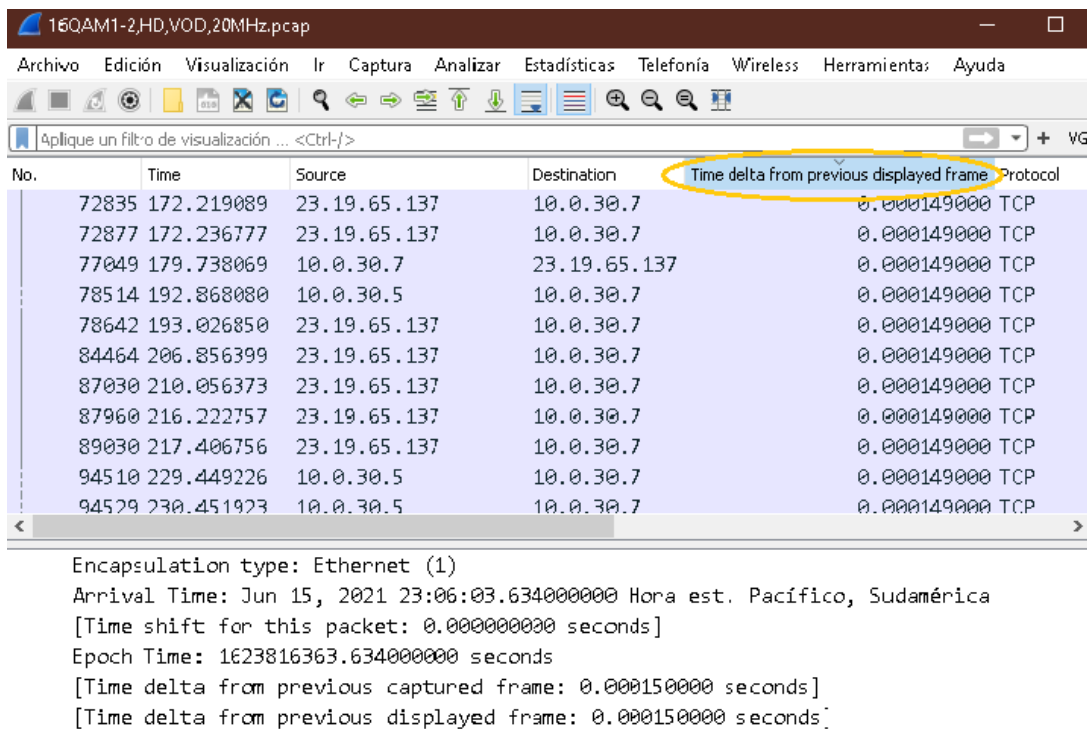 16QAM1-2,HD,VOD,20MHz.pcap
Archivo Edición Visualización Ir Captura Analizar Estadísticas Telefonía Wireless Herramientas Ayuda
Aplique un filtro de visualización ... <Ctrl-/> + VG
No. Time Source Destination Time delta from previous displayed frame Protocol
72835 172.219089 23.19.65.137 10.0.30.7 0.000149000 TCP
72877 172.236777 23.19.65.137 10.0.30.7 0.000149000 TCP
77049 179.738069 10.0.30.7 23.19.65.137 0.000149000 TCP
78514 192.868080 10.0.30.5 10.0.30.7 0.000149000 TCP
78642 193.026850 23.19.65.137 10.0.30.7 0.000149000 TCP
84464 206.856399 23.19.65.137 10.0.30.7 0.000149000 TCP
87030 210.056373 23.19.65.137 10.0.30.7 0.000149000 TCP
87960 216.222757 23.19.65.137 10.0.30.7 0.000149000 TCP
89030 217.406756 23.19.65.137 10.0.30.7 0.000149000 TCP
94510 229.449226 10.0.30.5 10.0.30.7 0.000149000 TCP
94529 230.451923 10.0.30.5 10.0.30.7 0.000149000 TCP
Encapsulation type: Ethernet (1)
Arrival Time: Jun 15, 2021 23:06:03.634000000 Hora est. Pacífico, Sudamérica
[Time shift for this packet: 0.000000000 seconds]
Epoch Time: 1623816363.634000000 seconds
[Time delta from previous captured frame: 0.000150000 seconds]
[Time delta from previous displayed frame: 0.000150000 seconds]